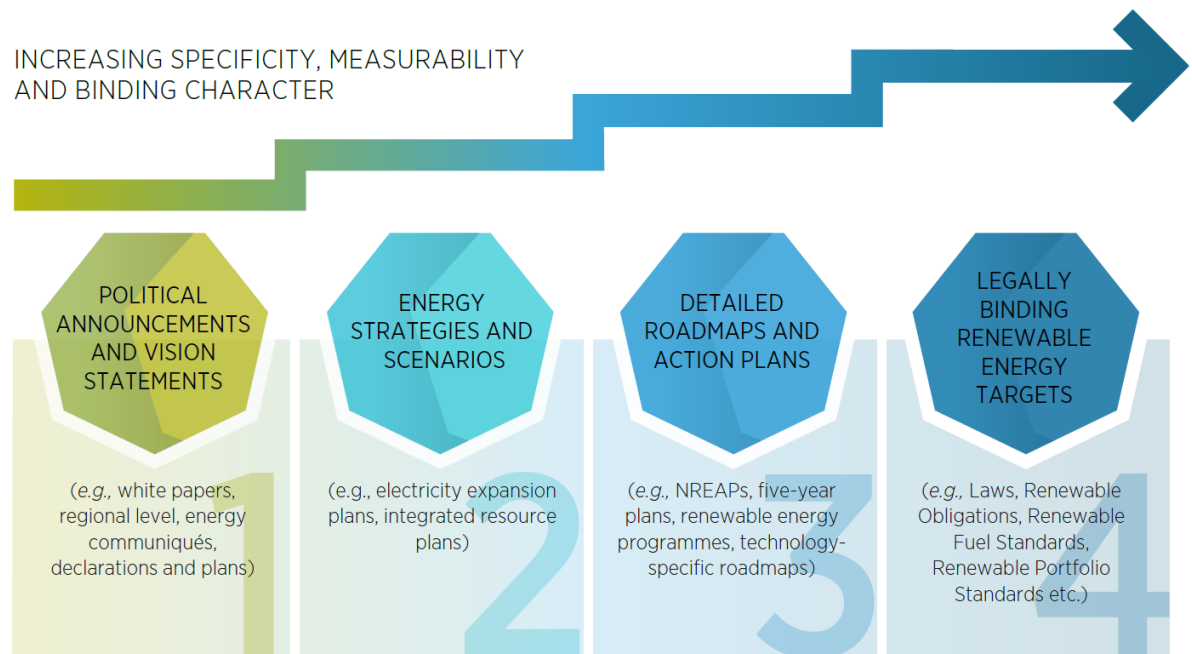 INCREASING SPECIFICITY, MEASURABILITY
AND BINDING CHARACTER
POLITICAL
ANNOUNCEMENTS
AND VISION
STATEMENTS
(e.g., white papers,
regional level, energy
communiqués,
declarations and plans)
1
ENERGY
STRATEGIES AND
SCENARIOS
(e.g., electricity expansion
plans, integrated resource
plans)
2
DETAILED
ROADMAPS AND
ACTION PLANS
(e.g., NREAPs, five-year
plans, renewable energy
programmes, technology-
specific roadmaps)
3
LEGALLY
BINDING
RENEWABLE
ENERGY
TARGETS
(e.g., Laws, Renewable
Obligations, Renewable
Fuel Standards,
Renewable Portfolio
Standards etc.)
4